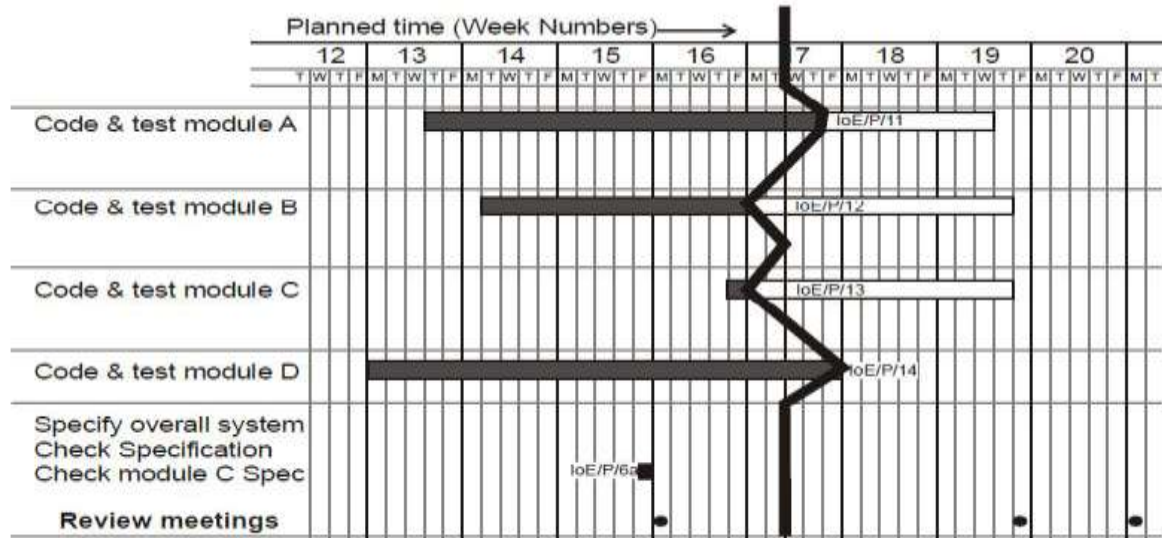 Planned time (Week Numbers)
12 13 14 15 16 7 18 19 20
T W T F M T W T F M T W T F M T W T F M T W T F M T W T F M T W T F M T W T F M T W T F M T
Code & test module A IoE/P/11
Code & test module B IoE/P/12
Code & test module C IoE/P/13
Code & test module D IoE/P/14
Specify overall system
Check Specification
Check module C Spec IoE/P/6a
Review meetings